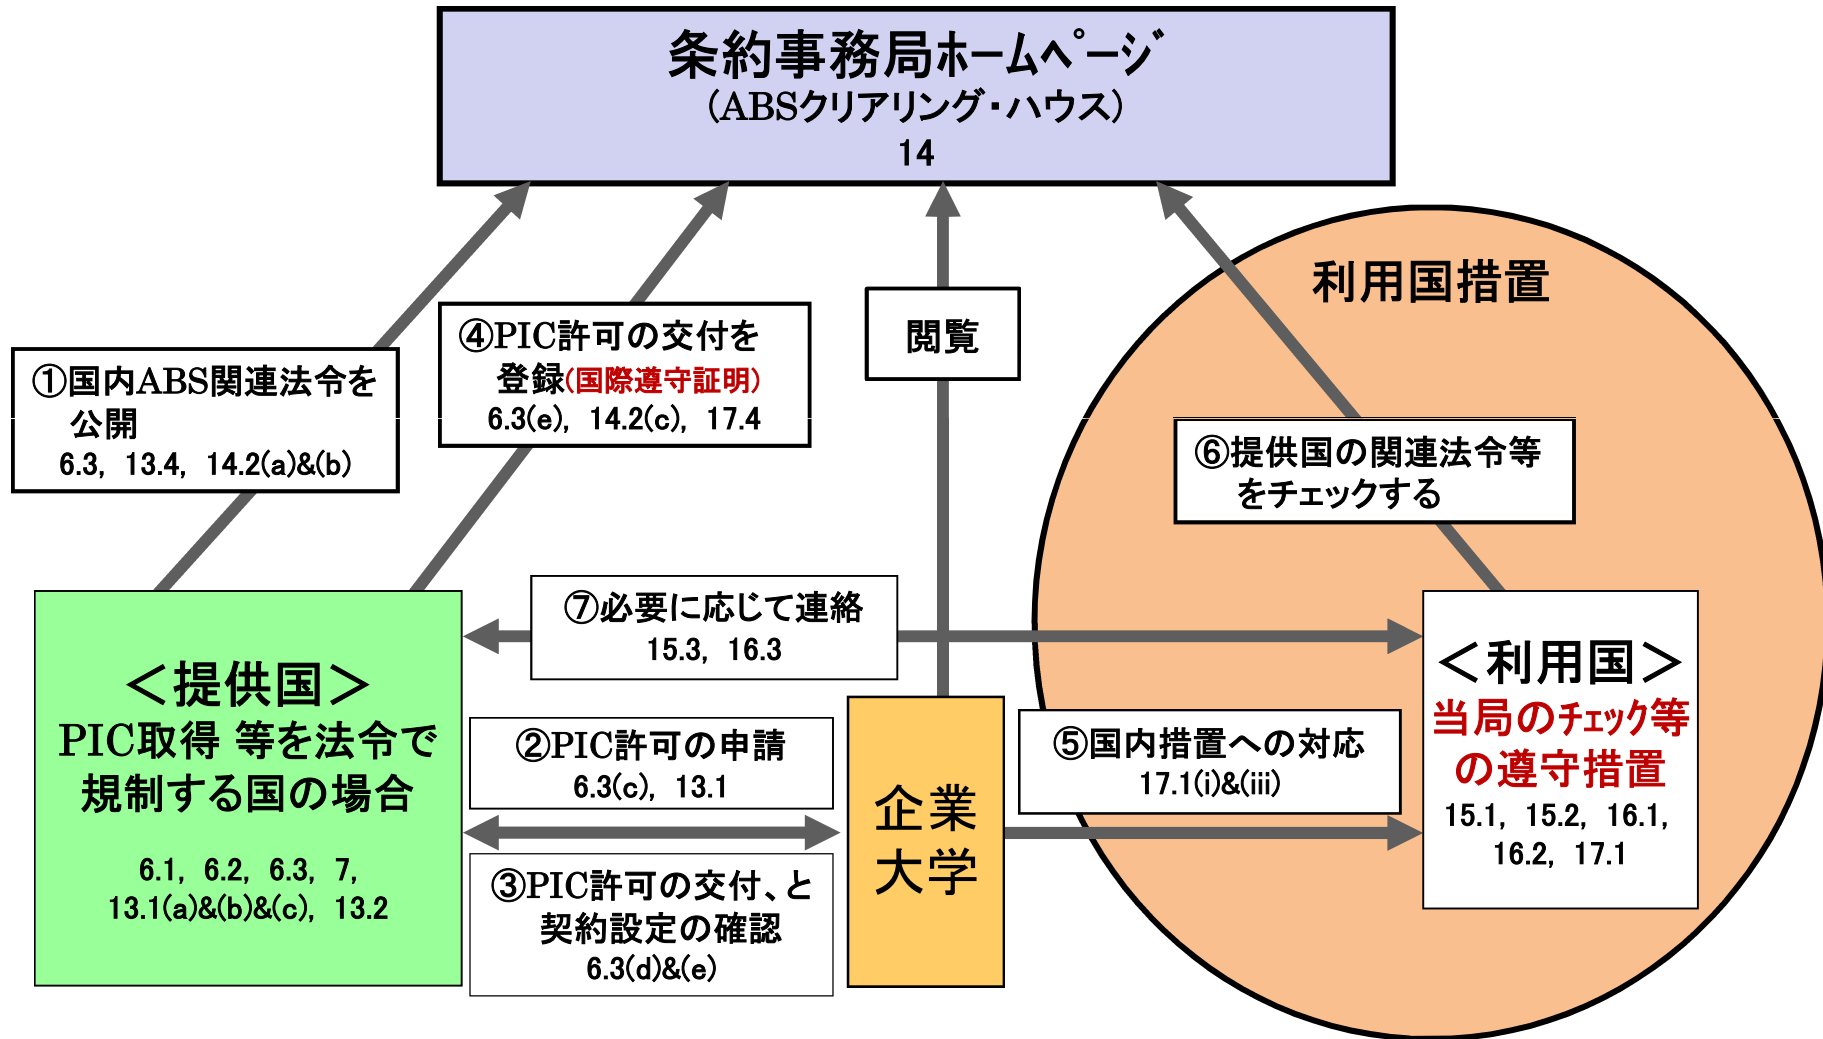 条約事務局ホームページ
（ABSクリアリング・ハウス）
14
利用国措置
①国内ABS関連法令を
公開
6.3, 13.4, 14.2(a)&(b)
④PIC許可の交付を
登録(国際遵守証明)
6.3(e), 14.2(c), 17.4
閲覧
⑥提供国の関連法令等
をチェックする
⑦必要に応じて連絡
15.3, 16.3
＜提供国＞
PIC取得 等を法令で
規制する国の場合
6.1, 6.2, 6.3, 7,
13.1(a)&(b)&(c), 13.2
②PIC許可の申請
6.3(c), 13.1
③PIC許可の交付、と
契約設定の確認
6.3(d)&(e)
企業
大学
⑤国内措置への対応
17.1(i)&(iii)
＜利用国＞
当局のチェック等
の遵守措置
15.1, 15.2, 16.1,
16.2, 17.1